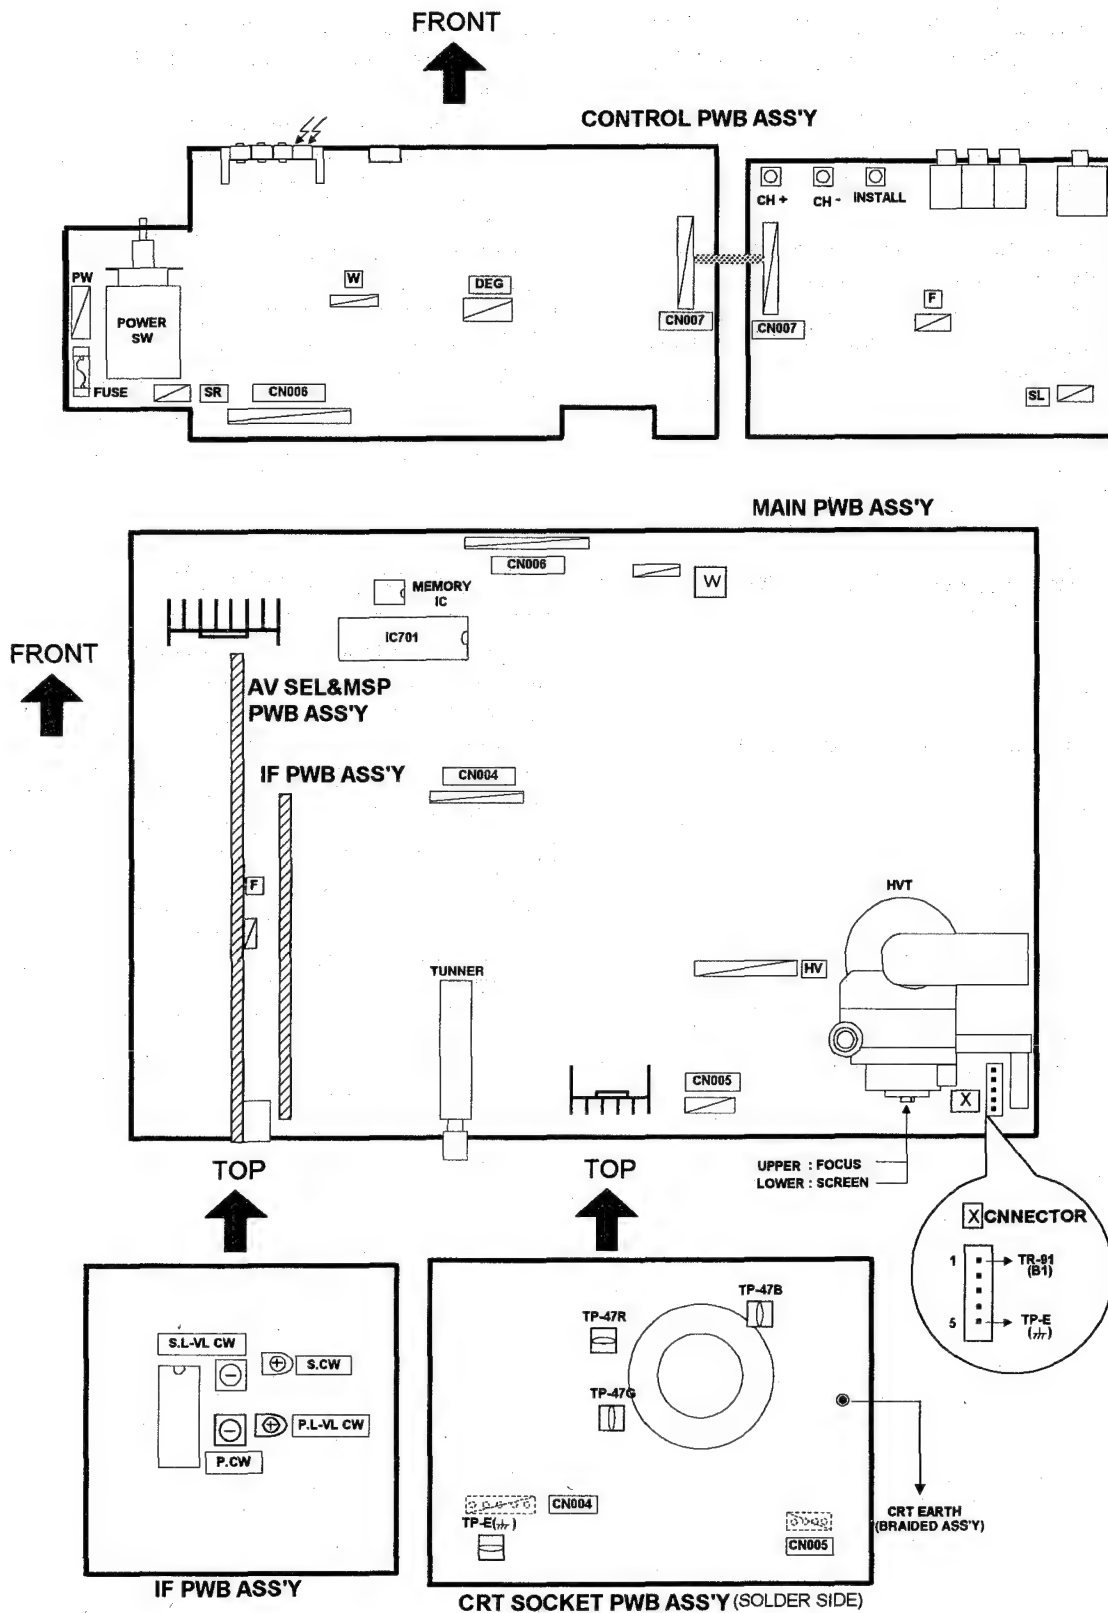 FRONT
CONTROL PWB ASS'Y
CH +
CH -
INSTALL
PW
W
DEG
F
POWER
SW
CN007
CN007
FUSE
SR
CN006
SL
MAIN PWB ASS'Y
CN006
W
MEMORY
IC
IC701
FRONT
AV SEL&MSP
PWB ASS'Y
IF PWB ASS'Y
CN004
F
HVT
HV
TUNNER
CN005
X
TOP
TOP
UPPER : FOCUS
LOWER : SCREEN
X CNNECTOR
1
TR-91
(B1)
5
TP-E
( )
S.L-VL CW
S.CW
P.L-VL CW
P.CW
IF PWB ASS'Y
TP-47B
TP-47R
TP-47G
CN004
TP-E( )
CN005
CRT EARTH
(BRAIDED ASS'Y)
CRT SOCKET PWB ASS'Y (SOLDER SIDE)